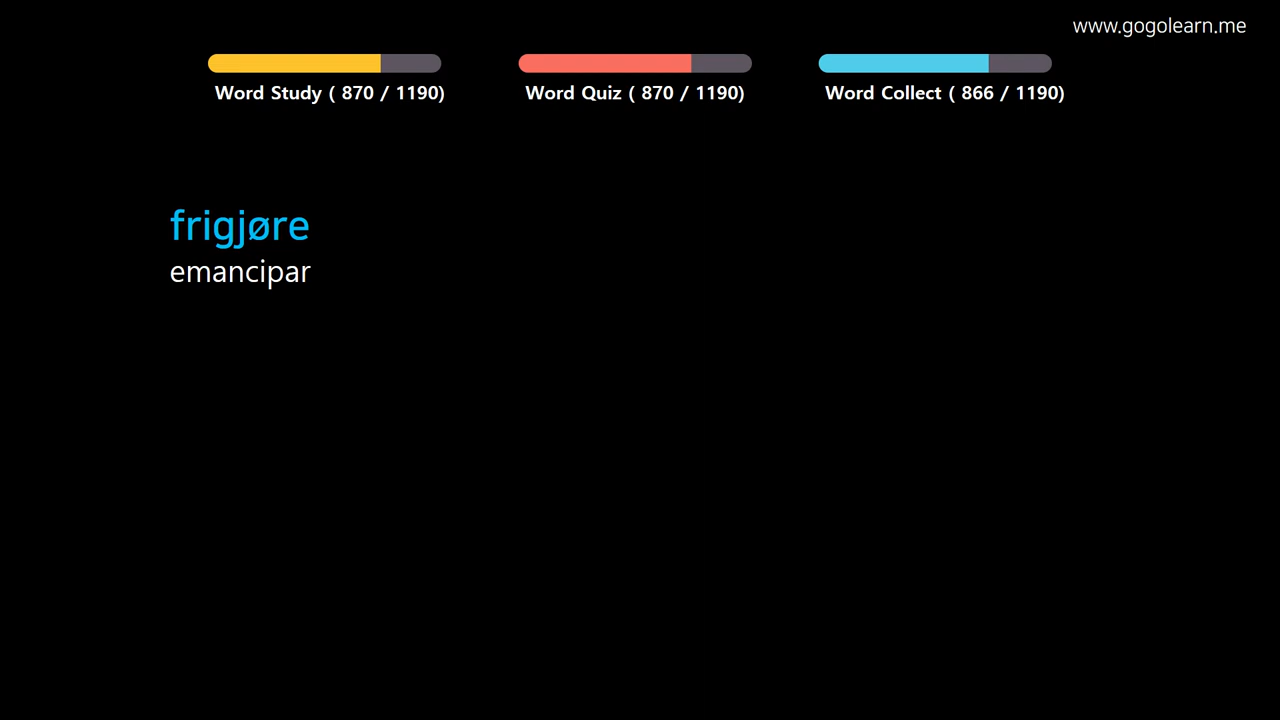 www.gogolearn.me
Word Study ( 870 / 1190)
Word Quiz ( 870 / 1190)
Word Collect ( 866 / 1190)
frigjøre
emancipar